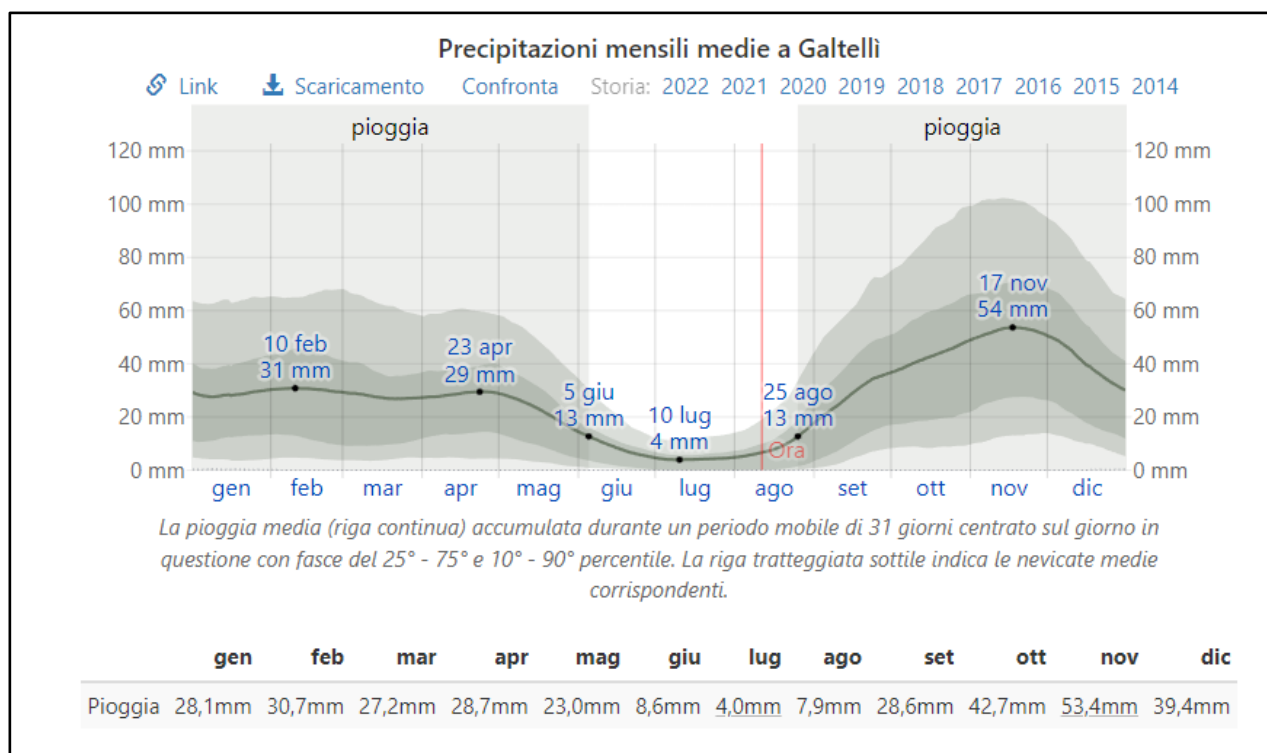 Precipitazioni mensili medie a Galtellì
Link Scaricamento Confronta Storia: 2022 2021 2020 2019 2018 2017 2016 2015 2014
pioggia pioggia
120 mm 120 mm
100 mm 100 mm
80 mm 80 mm
60 mm 60 mm
40 mm 40 mm
20 mm 20 mm
0 mm 0 mm
10 feb
31 mm
23 apr
29 mm
5 giu
13 mm
10 lug
4 mm
25 ago
13 mm
17 nov
54 mm
Ora
gen feb mar apr mag giu lug ago set ott nov dic
La pioggia media (riga continua) accumulata durante un periodo mobile di 31 giorni centrato sul giorno in
questione con fasce del 25° - 75° e 10° - 90° percentile. La riga tratteggiata sottile indica le nevicate medie
corrispondenti.
gen feb mar apr mag giu lug ago set ott nov dic
Pioggia 28,1mm 30,7mm 27,2mm 28,7mm 23,0mm 8,6mm 4,0mm 7,9mm 28,6mm 42,7mm 53,4mm 39,4mm